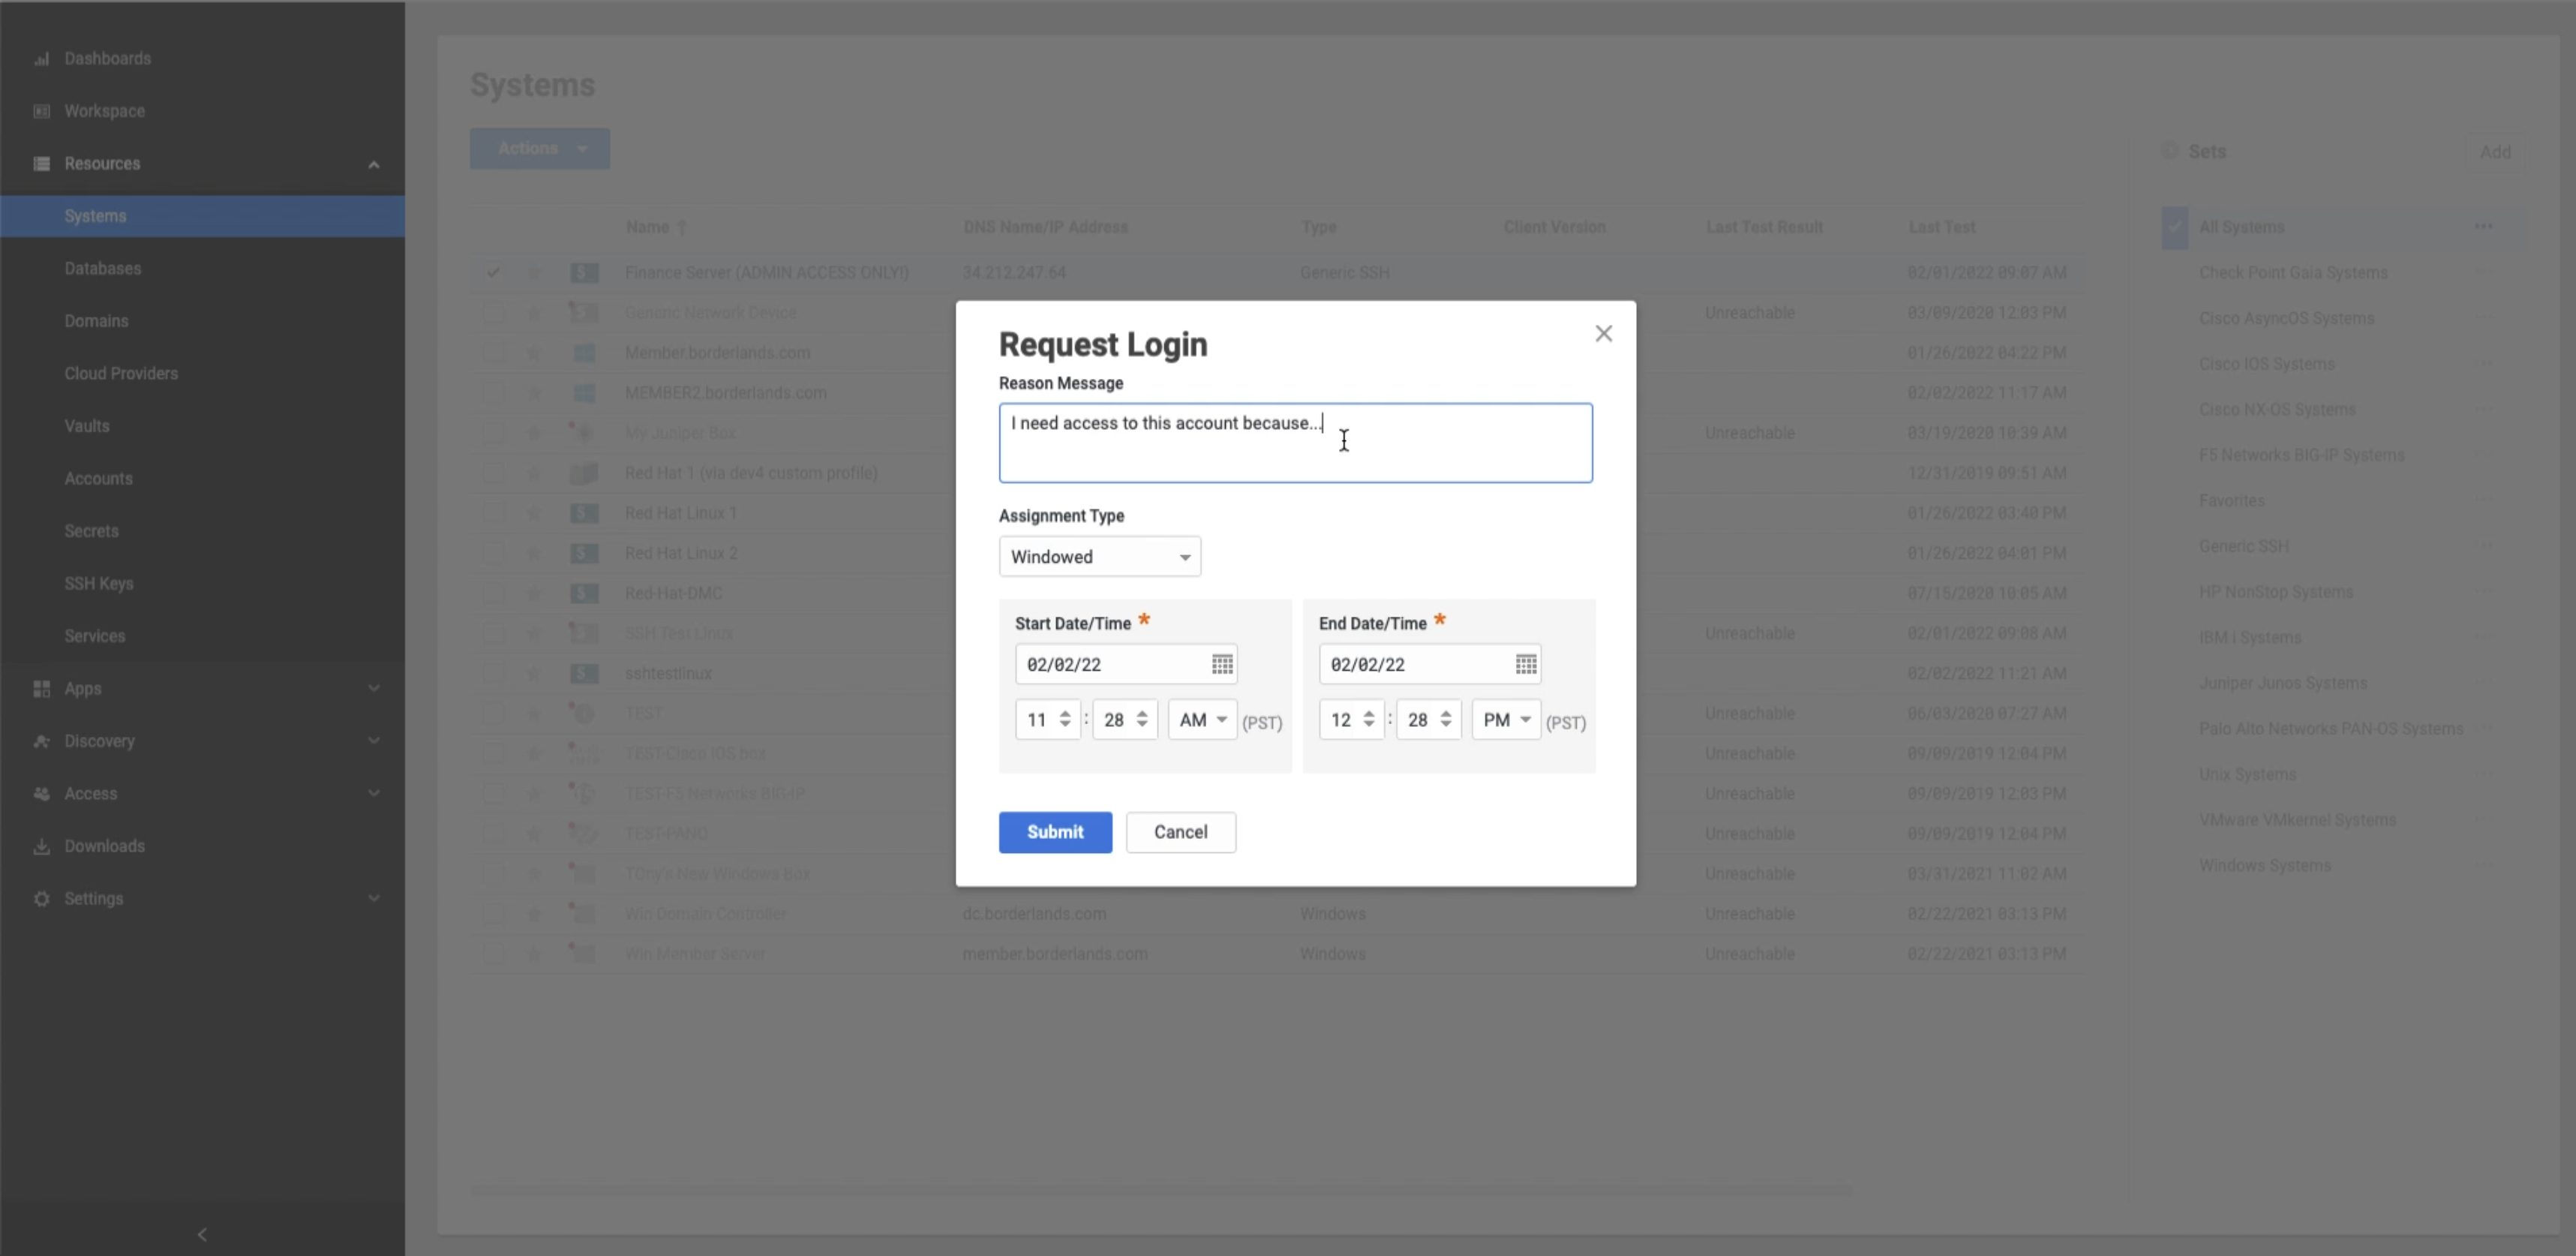 Dashboards
Workspace
Resources
Systems
Databases
Domains
Cloud Providers
Vaults
Accounts
Secrets
SSH Keys
Services
Apps
Discovery
Access
Downloads
Settings
Systems
Actions
Name DNS Name/IP Address Type Client Version Last Test Result Last Test
Finance Server (ADMIN ACCESS ONLY!) 34.212.247.64 Generic SSH 02/01/2022 09:07 AM
Generic Network Device Unreachable 03/09/2020 12:03 PM
Member.borderlands.com 01/26/2022 04:22 PM
MEMBER2.borderlands.com 02/02/2022 11:17 AM
My Juniper Box Unreachable 03/19/2020 10:39 AM
Red Hat 1 (via dev4 custom profile) 12/31/2019 09:51 AM
Red Hat Linux 1 01/26/2022 03:40 PM
Red Hat Linux 2 01/26/2022 04:01 PM
Red-Hat-DMC 07/15/2020 10:05 AM
SSH Test Linux Unreachable 02/01/2022 09:08 AM
sshtestlinux 02/02/2022 11:21 AM
TEST Unreachable 06/03/2020 07:27 AM
TEST-Cisco IOS box Unreachable 09/09/2019 12:04 PM
TEST-F5 Networks BIG-IP Unreachable 09/09/2019 12:03 PM
TEST-PANO Unreachable 09/09/2019 12:04 PM
TOny's New Windows Box Unreachable 03/31/2021 11:02 AM
Win Domain Controller dc.borderlands.com Windows Unreachable 02/22/2021 03:13 PM
Win Member Server member.borderlands.com Windows Unreachable 02/22/2021 03:13 PM
Request Login
Reason Message
I need access to this account because...
Assignment Type
Windowed
Start Date/Time * End Date/Time *
02/02/22 02/02/22
11 : 28 AM (PST) 12 : 28 PM (PST)
Submit Cancel
Sets Add
All Systems
Check Point Gaia Systems
Cisco AsyncOS Systems
Cisco IOS Systems
Cisco NX-OS Systems
F5 Networks BIG-IP Systems
Favorites
Generic SSH
HP NonStop Systems
IBM i Systems
Juniper Junos Systems
Palo Alto Networks PAN-OS Systems
Unix Systems
VMware VMkernel Systems
Windows Systems